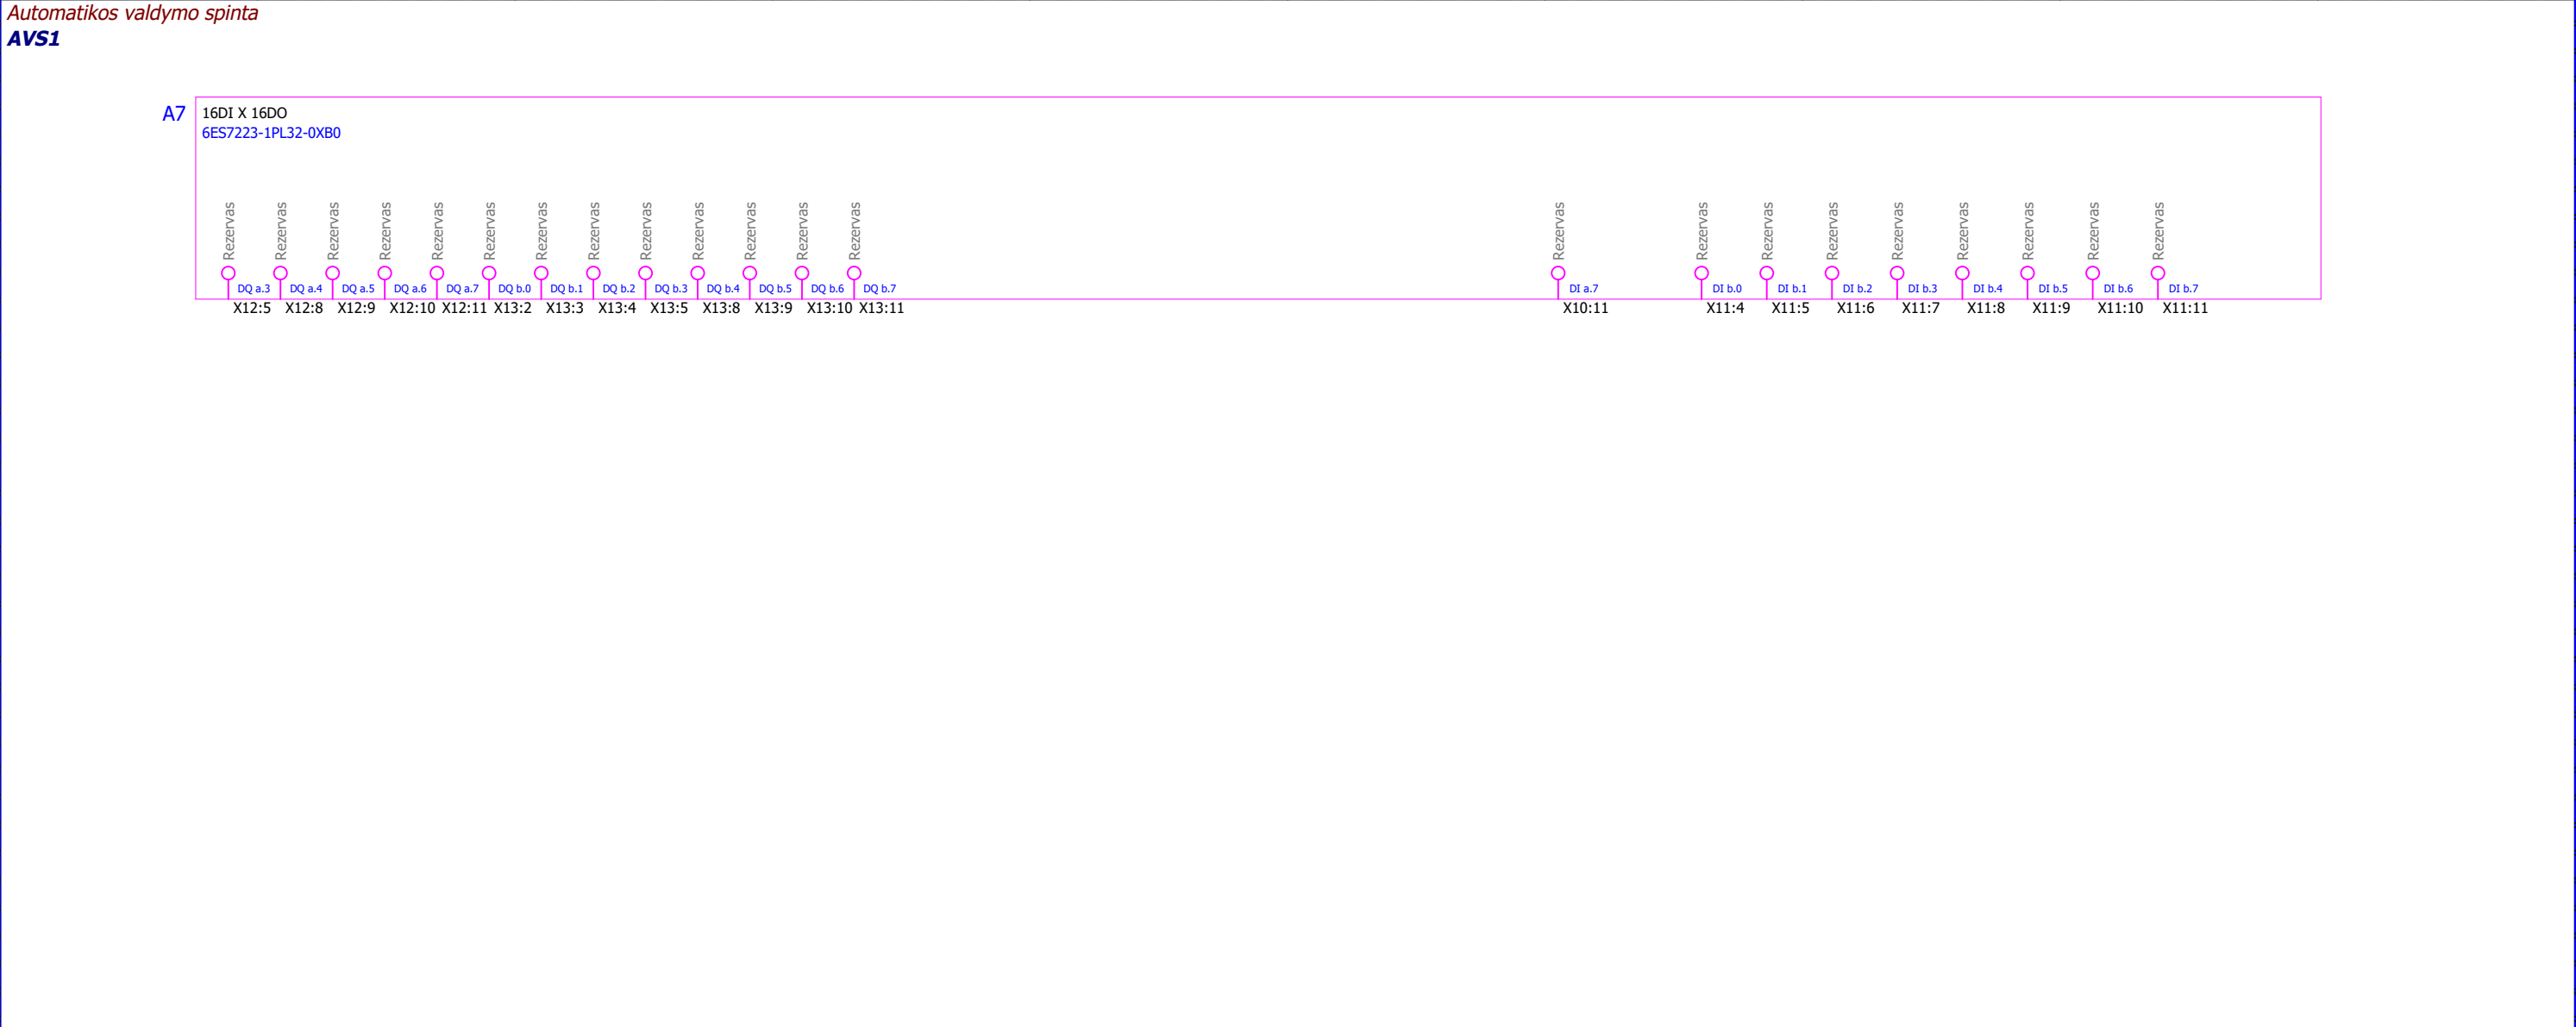 Automatikos valdymo spinta
AVS1
A7
16DI X 16DO
6ES7223-1PL32-0XB0
Rezervas Rezervas Rezervas Rezervas Rezervas Rezervas Rezervas Rezervas Rezervas Rezervas Rezervas Rezervas Rezervas Rezervas Rezervas Rezervas Rezervas Rezervas Rezervas Rezervas Rezervas Rezervas
DQ a.3 DQ a.4 DQ a.5 DQ a.6 DQ a.7 DQ b.0 DQ b.1 DQ b.2 DQ b.3 DQ b.4 DQ b.5 DQ b.6 DQ b.7 DI a.7 DI b.0 DI b.1 DI b.2 DI b.3 DI b.4 DI b.5 DI b.6 DI b.7
X12:5 X12:8 X12:9 X12:10 X12:11 X13:2 X13:3 X13:4 X13:5 X13:8 X13:9 X13:10 X13:11 X10:11 X11:4 X11:5 X11:6 X11:7 X11:8 X11:9 X11:10 X11:11